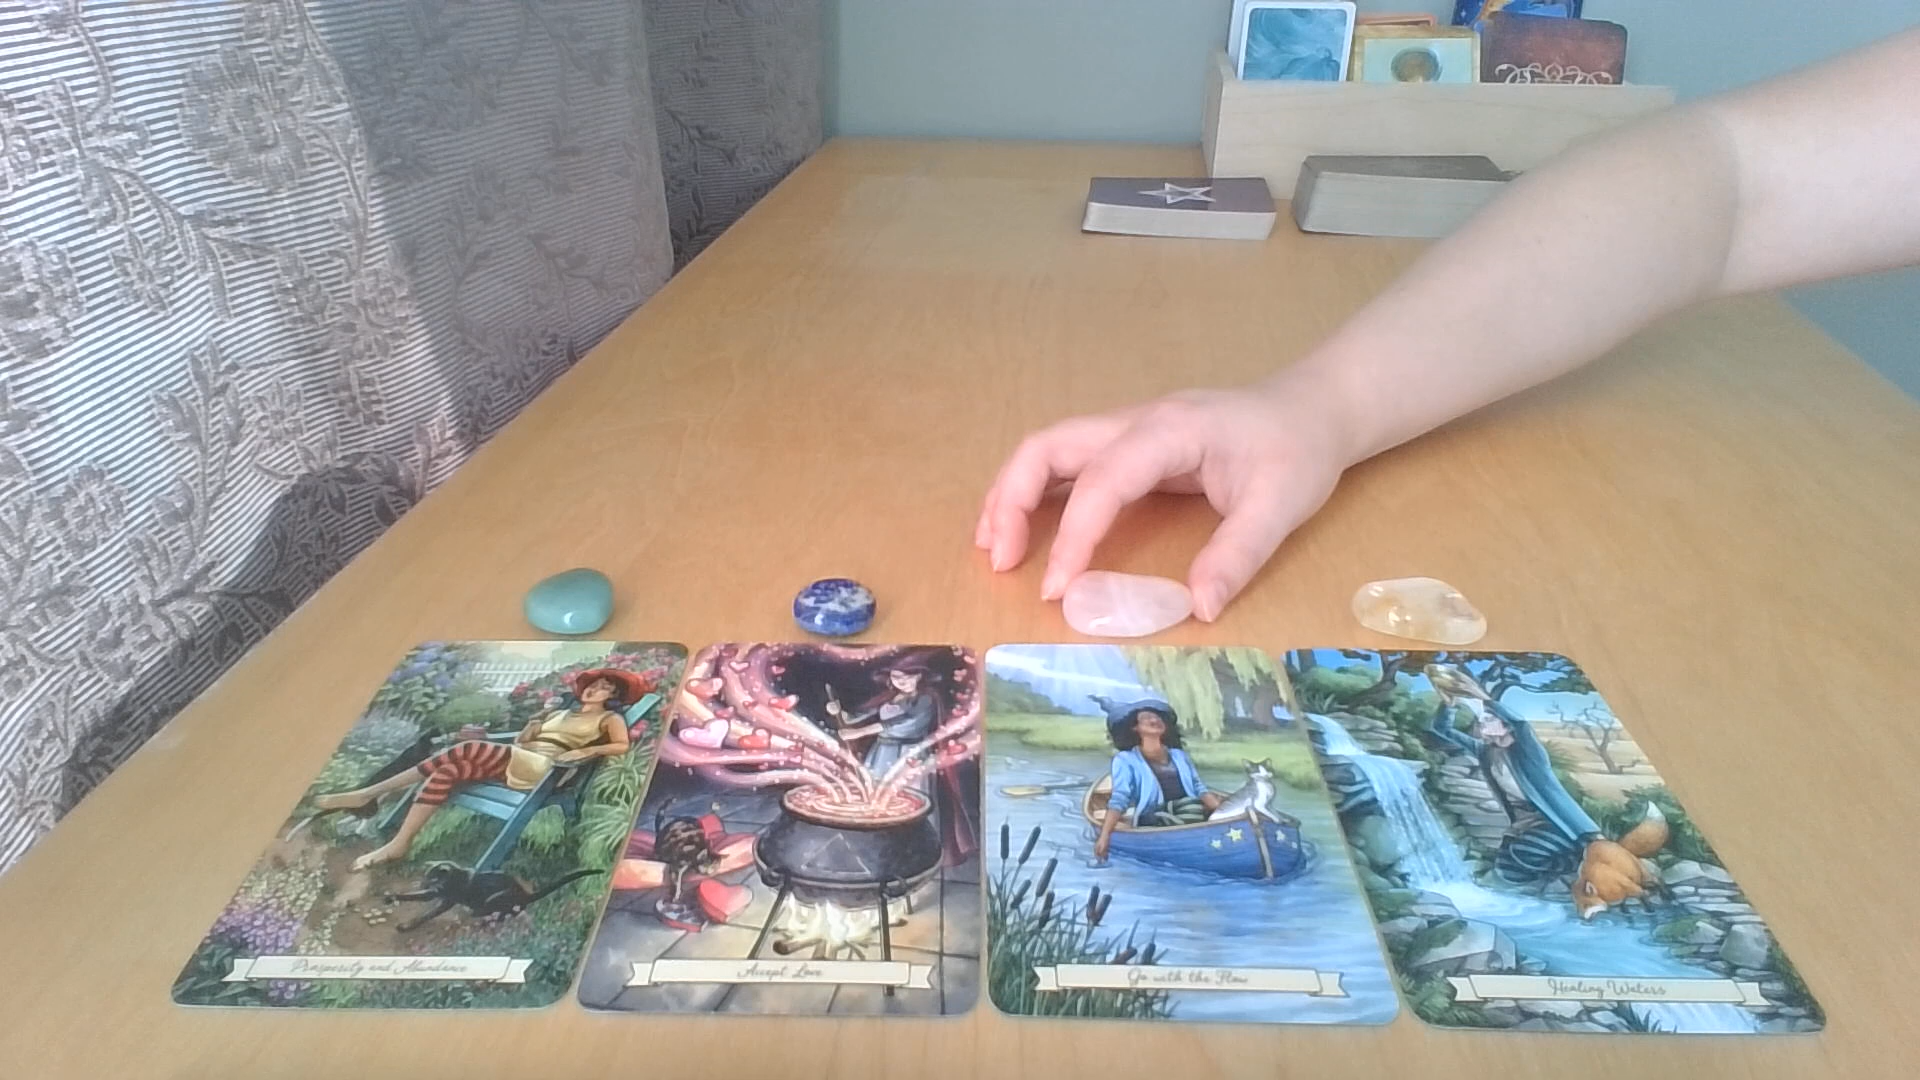 Prosperity and Abundance
Accept Love
Go with the Flow
Healing Waters